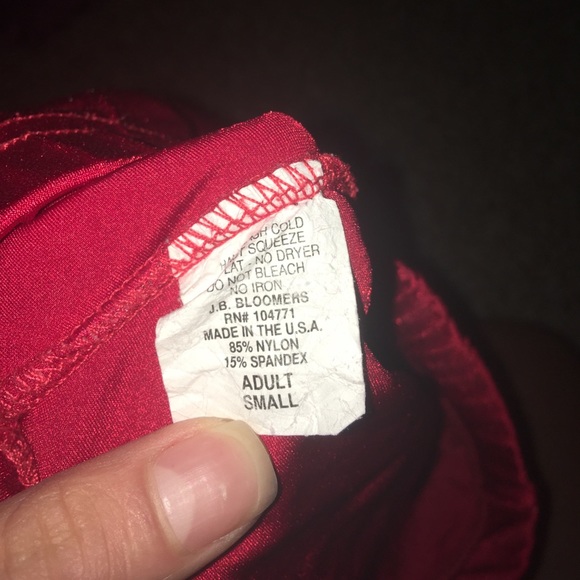 COLD
SQUEEZE
- NO DRYER
DO NOT BLEACH
NO IRON
J.B. BLOOMERS
RN# 104771
MADE IN THE U.S.A.
85% NYLON
15% SPANDEX
ADULT
SMALL